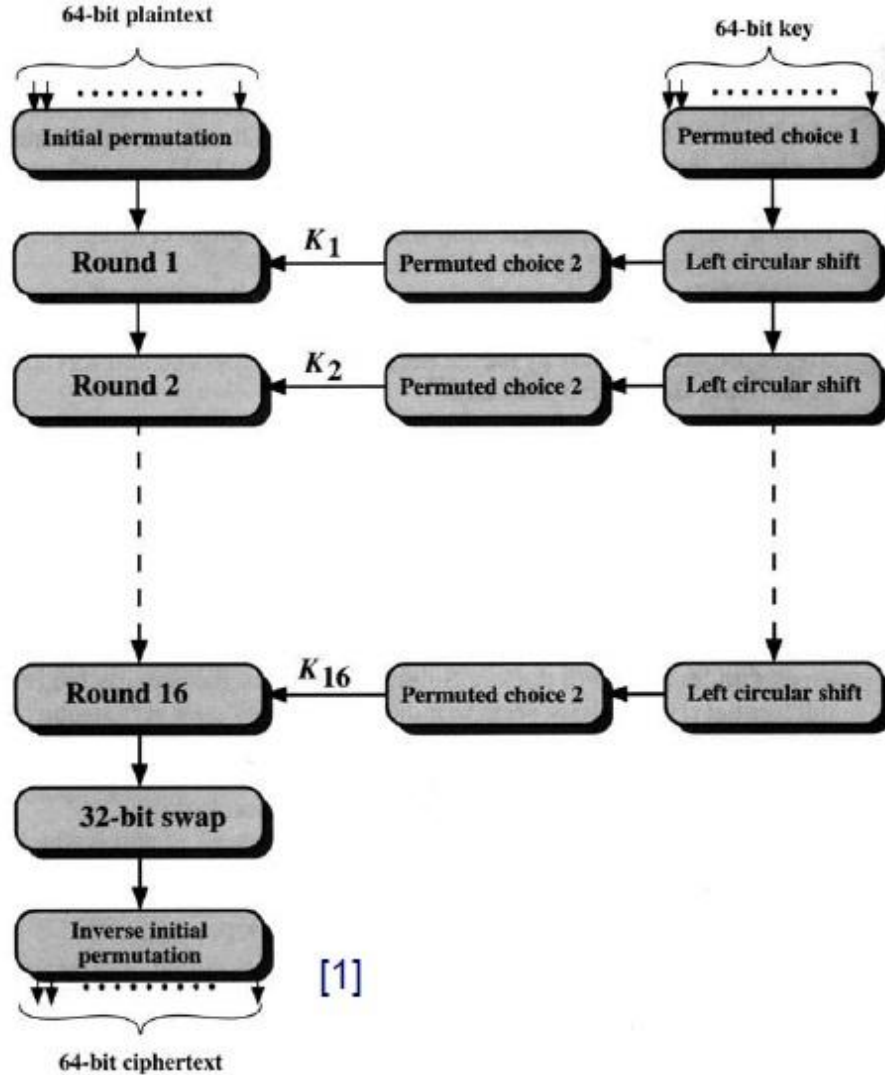 64-bit plaintext
64-bit key
Initial permutation
Permuted choice 1
Round 1
K1
Permuted choice 2
Left circular shift
Round 2
K2
Permuted choice 2
Left circular shift
Round 16
K16
Permuted choice 2
Left circular shift
32-bit swap
Inverse initial
permutation
[1]
64-bit ciphertext